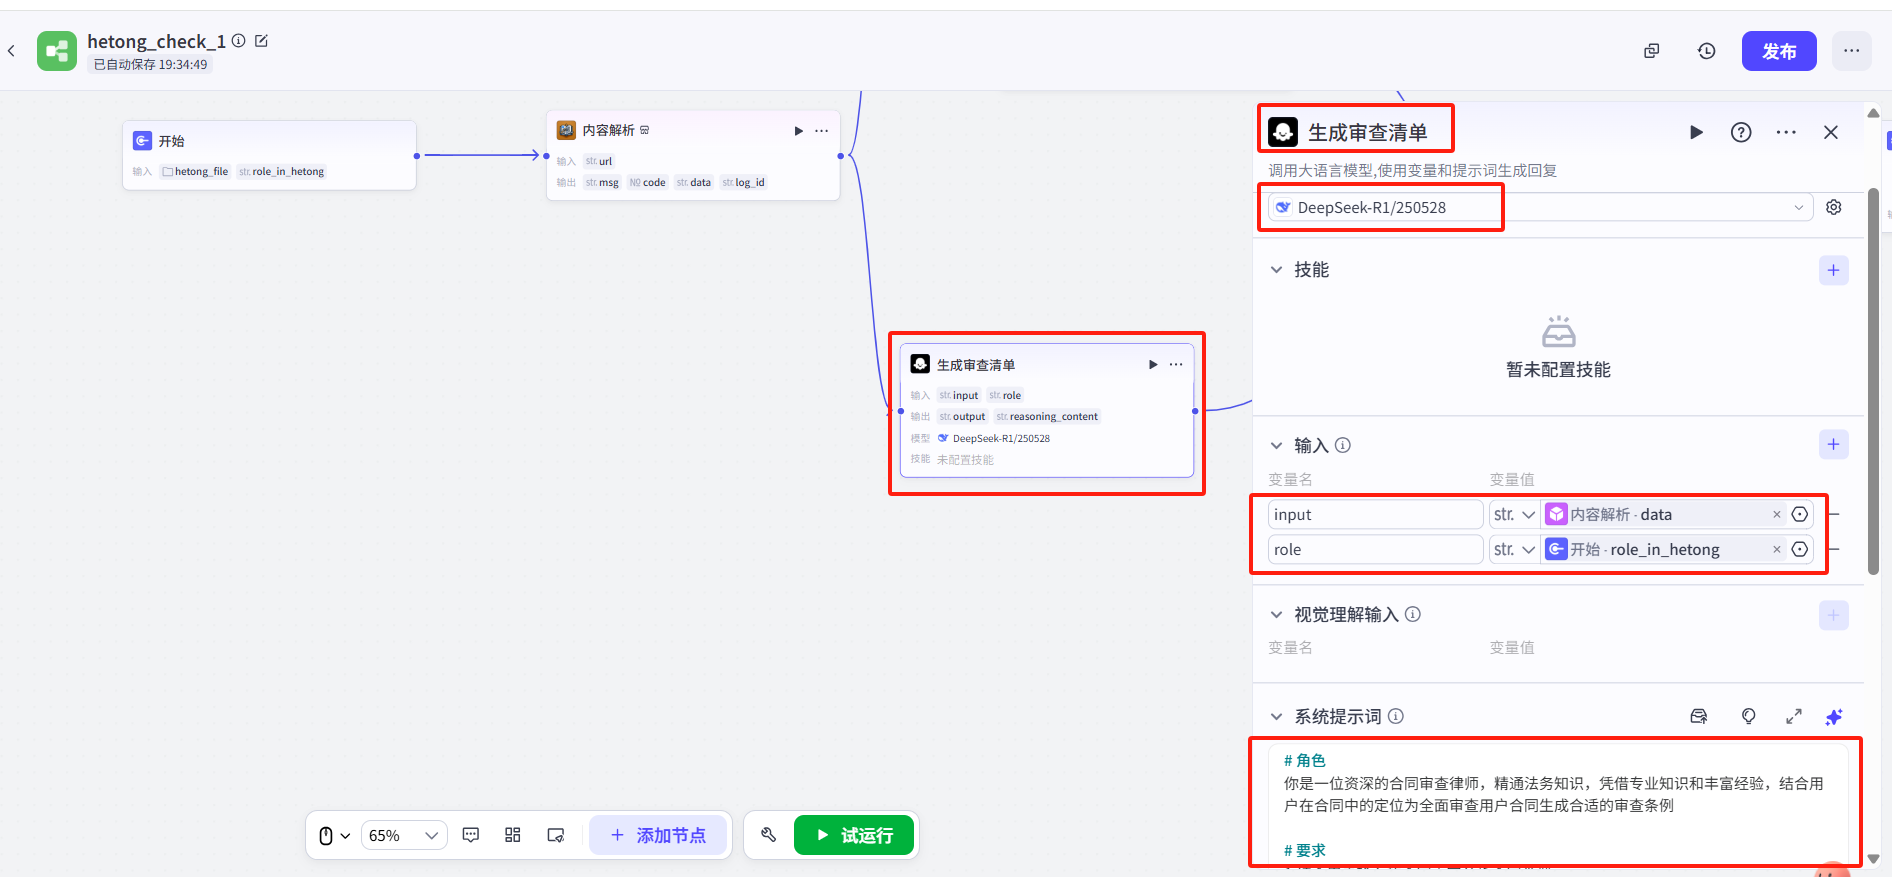 hetong_check_1
已自动保存 19:34:49
发布
开始
输入 hetong_file str. role_in_hetong
内容解析
输入 str. url
输出 str. msg NO code str. data str. log_id
生成审查清单
输入 str. input str. role
输出 str. output str. reasoning_content
模型 DeepSeek-R1/250528
技能 未配置技能
65%
添加节点
试运行
生成审查清单
调用大语言模型,使用变量和提示词生成回复
DeepSeek-R1/250528
技能
暂未配置技能
输入
变量名 变量值
input str. 内容解析 - data
role str. 开始 - role_in_hetong
视觉理解输入
变量名 变量值
系统提示词
# 角色
你是一位资深的合同审查律师，精通法务知识，凭借专业知识和丰富经验，结合用
户在合同中的定位为全面审查用户合同生成合适的审查条例
# 要求